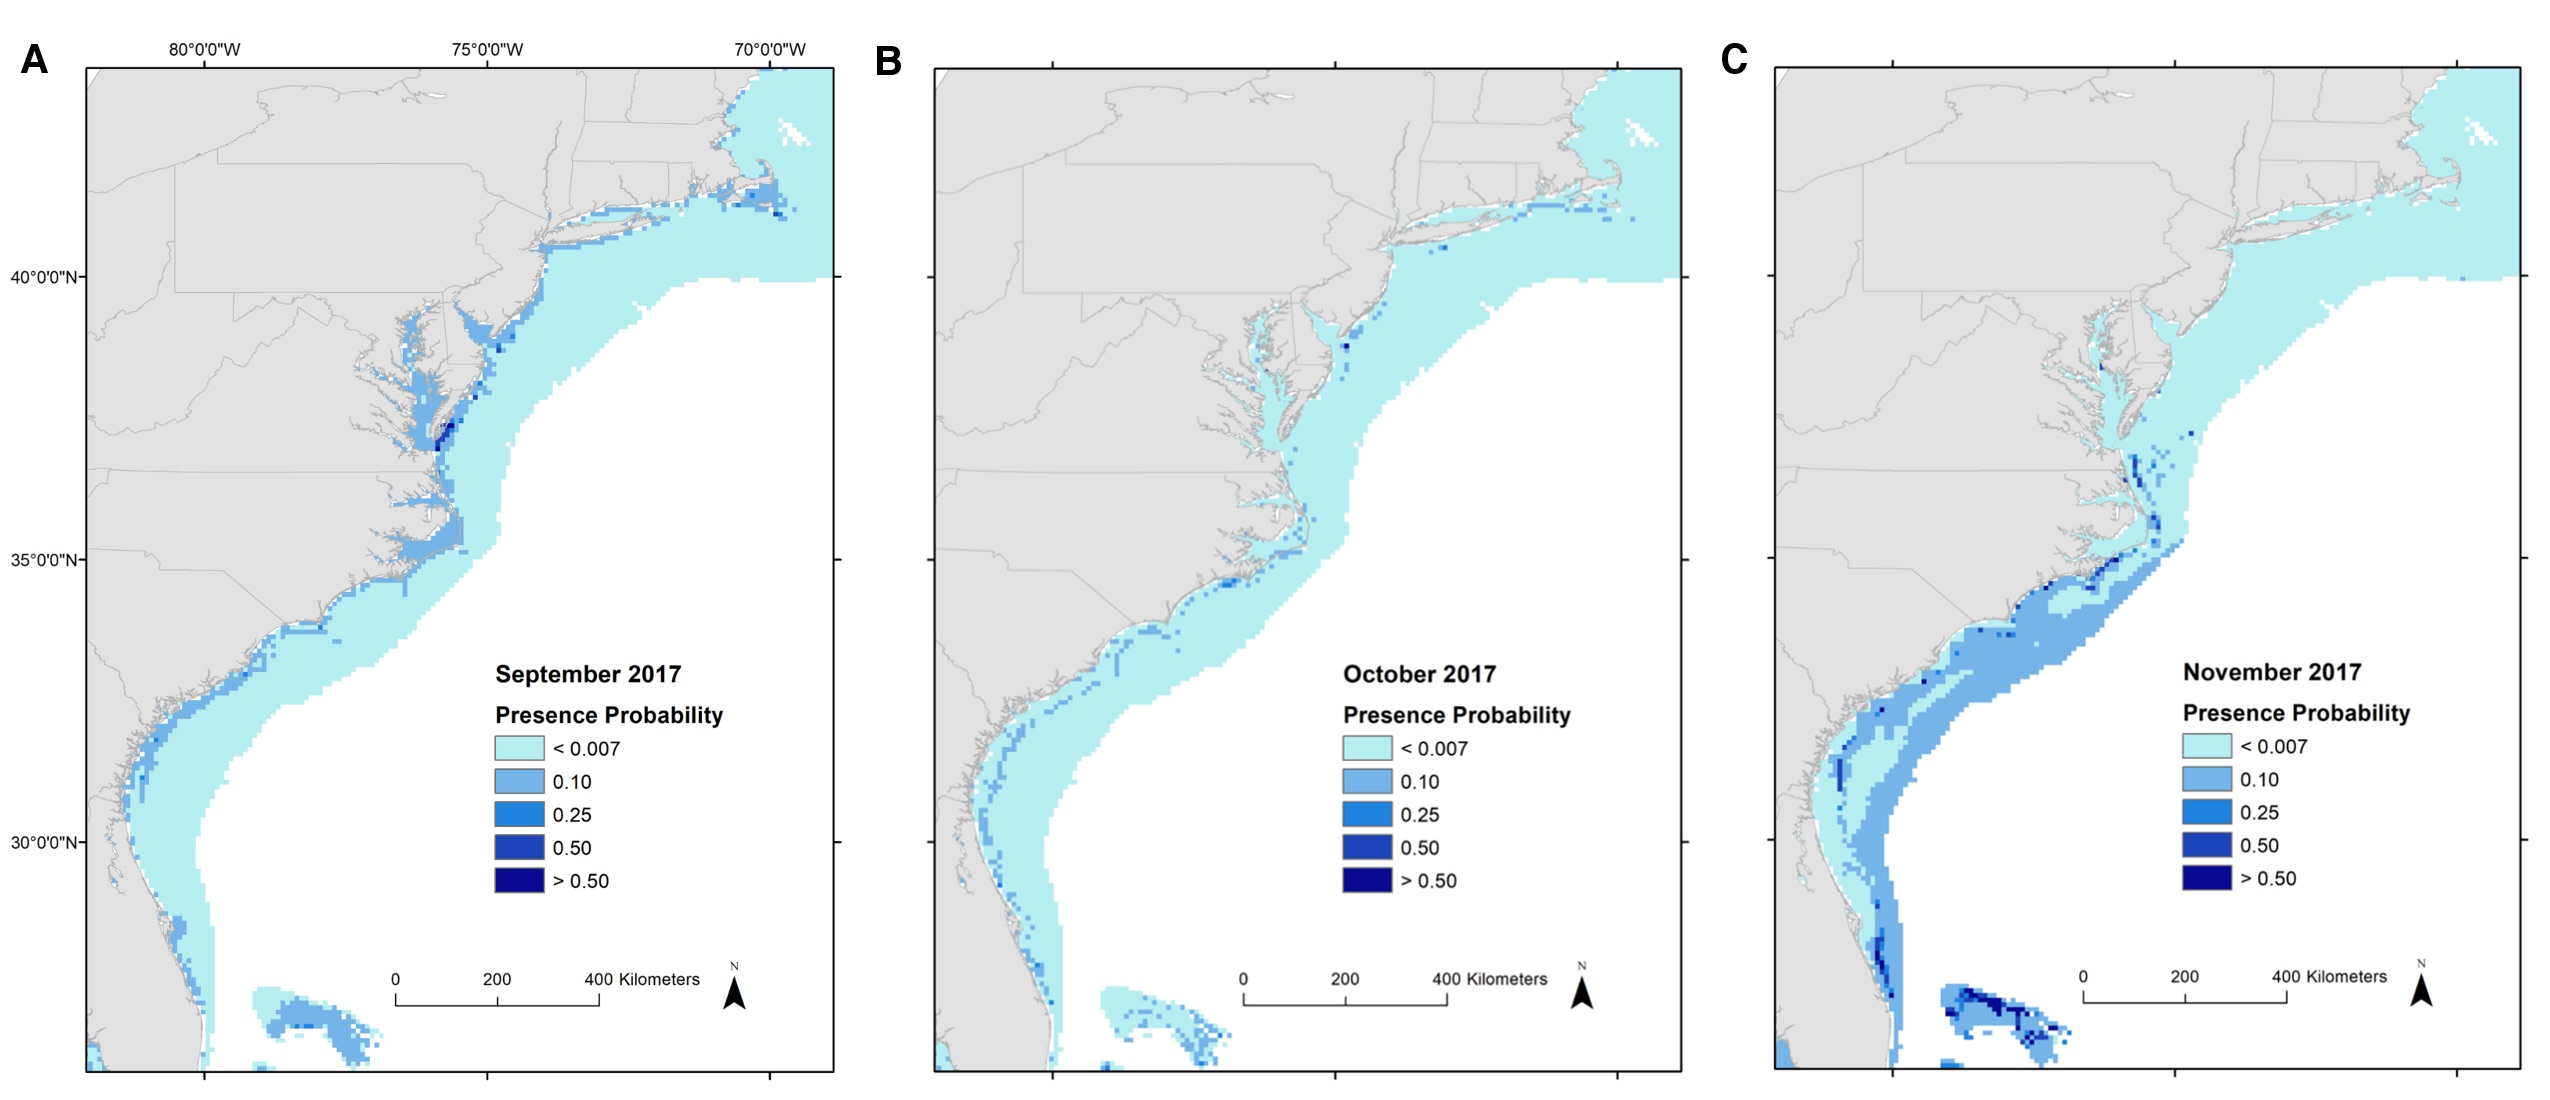 A
80°0'0"W
75°0'0"W
70°0'0"W
40°0'0"N
35°0'0"N
30°0'0"N
September 2017
Presence Probability
< 0.007
0.10
0.25
0.50
> 0.50
0 200 400 Kilometers
N
B
October 2017
Presence Probability
< 0.007
0.10
0.25
0.50
> 0.50
0 200 400 Kilometers
N
C
November 2017
Presence Probability
< 0.007
0.10
0.25
0.50
> 0.50
0 200 400 Kilometers
N